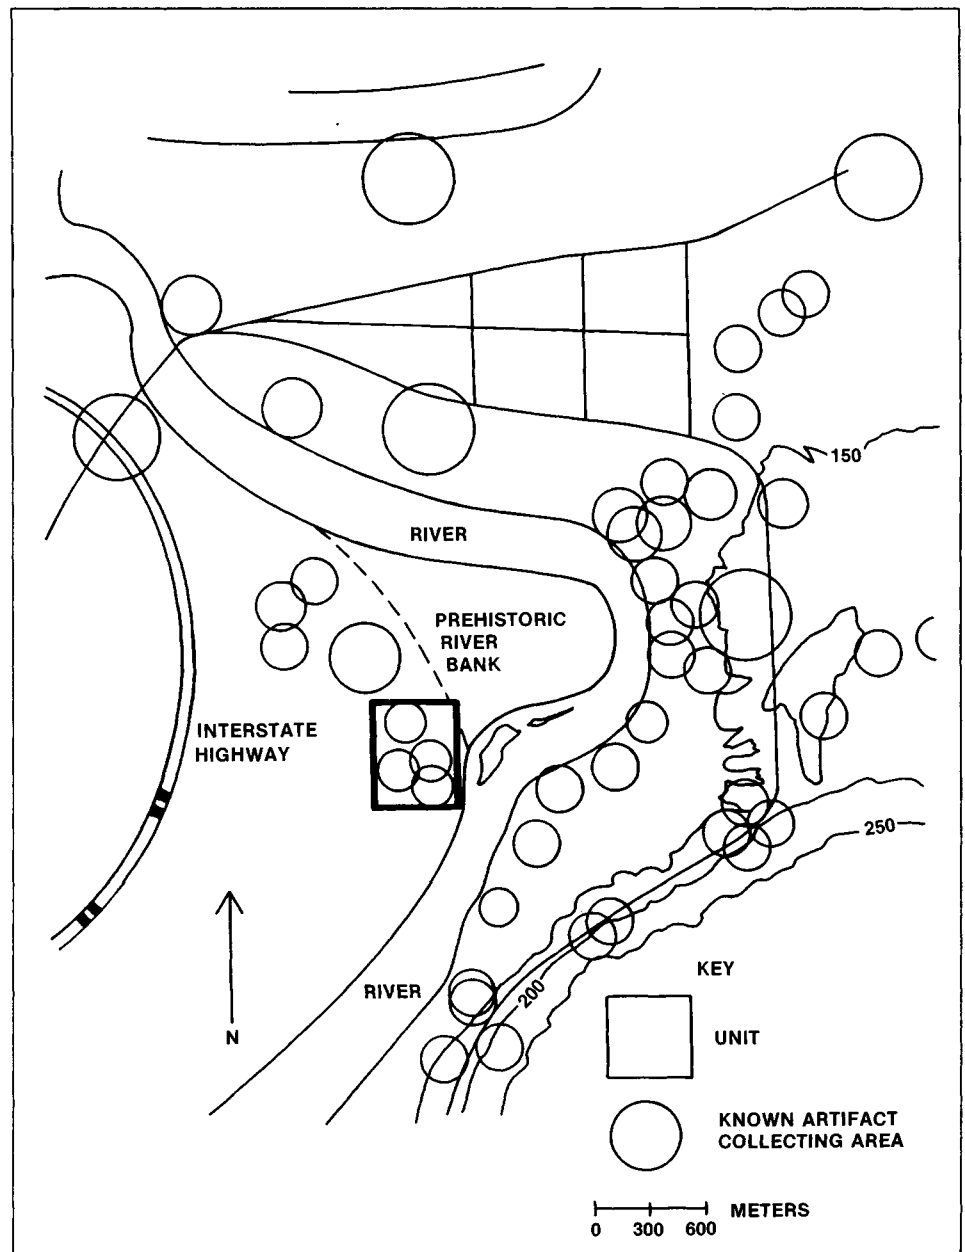 150
RIVER
PREHISTORIC
RIVER
BANK
INTERSTATE
HIGHWAY
250
KEY
RIVER
200
N
UNIT
KNOWN ARTIFACT
COLLECTING AREA
METERS
0 300 600